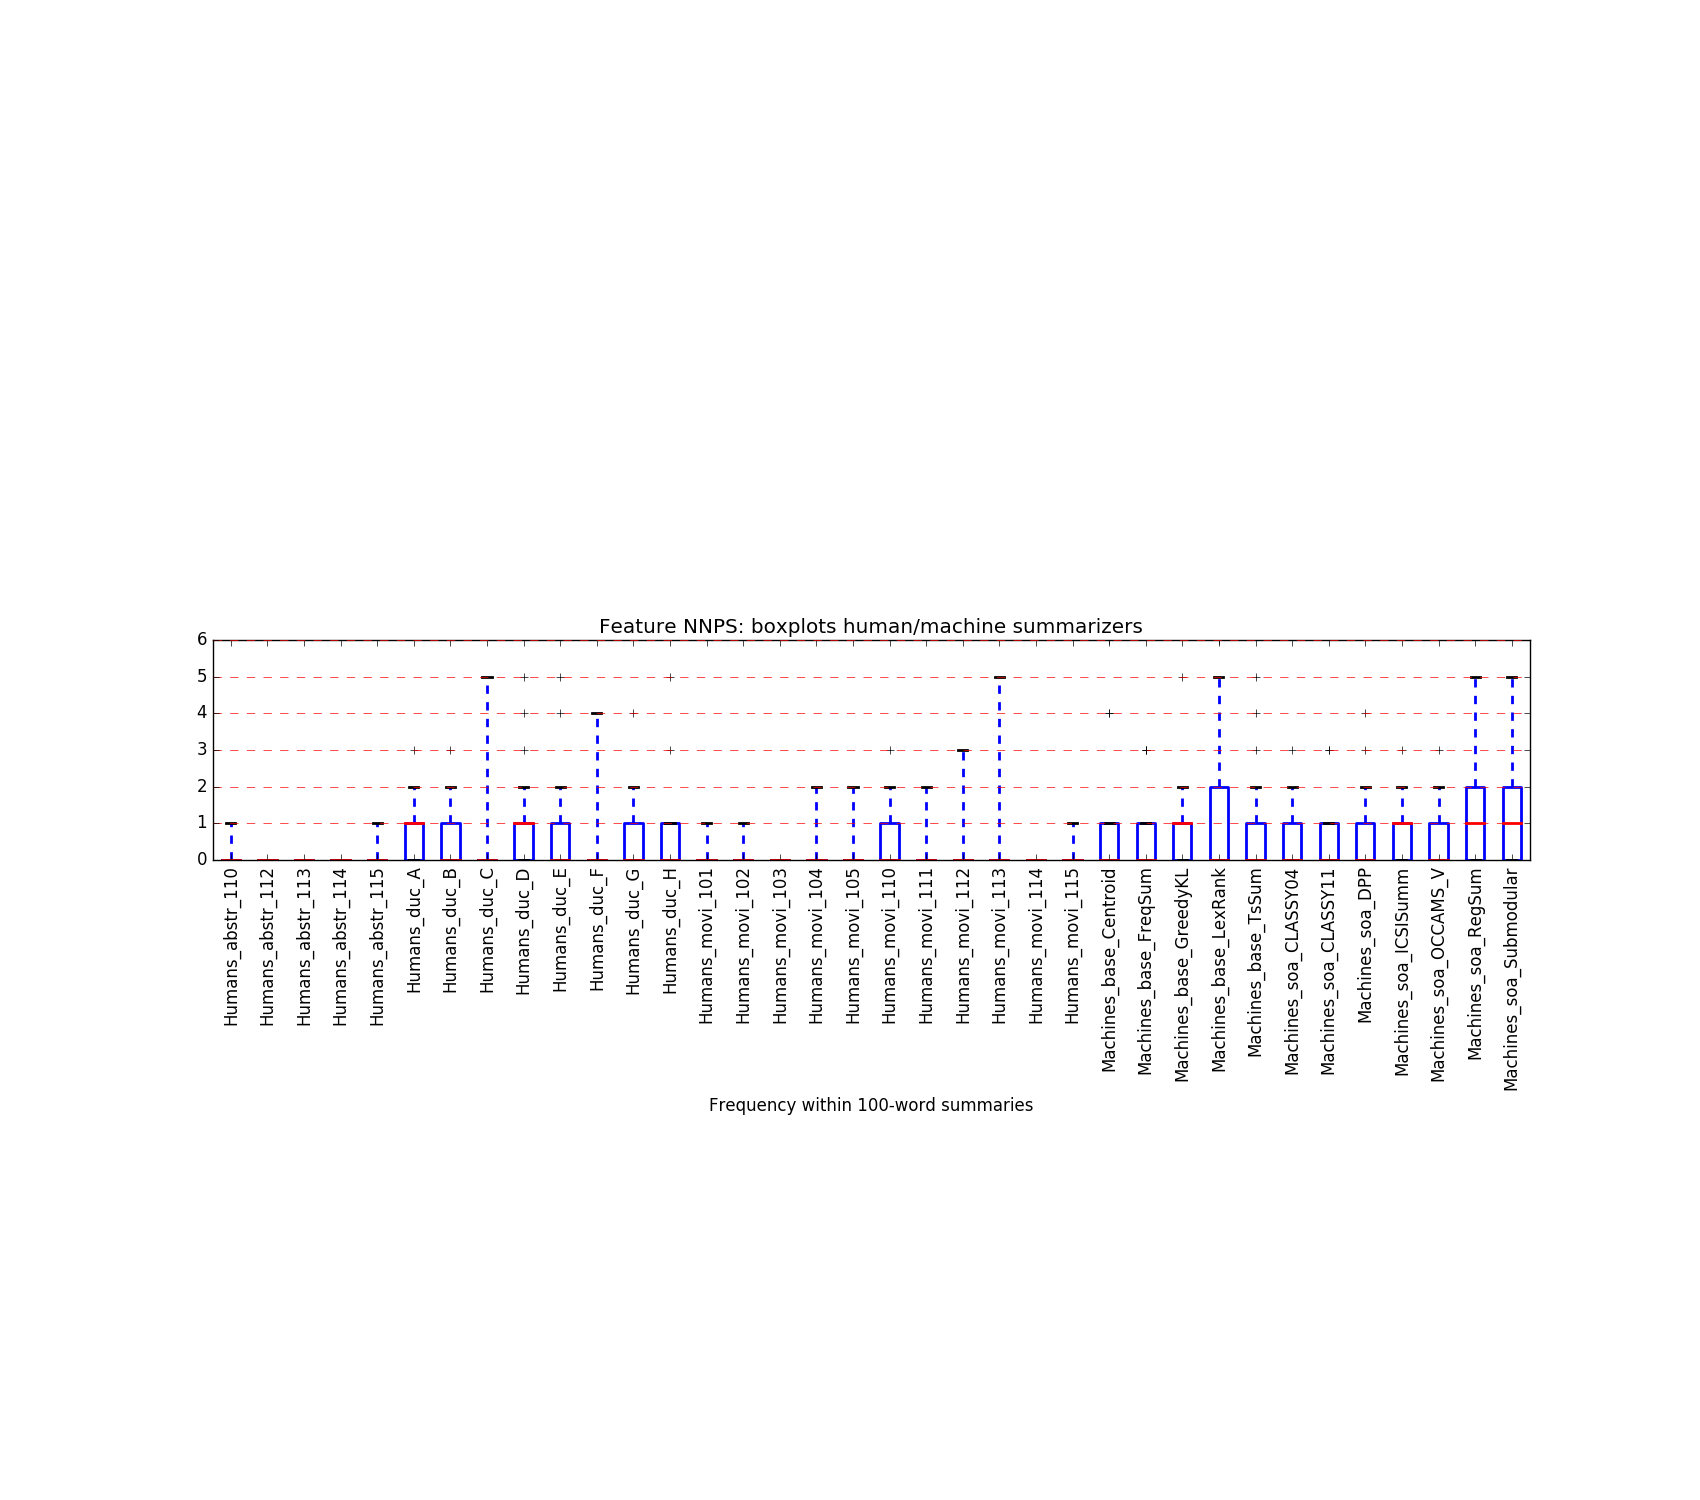 Feature NNPS: boxplots human/machine summarizers
6
5
4
3
2
1
0
Humans_abstr_110
Humans_abstr_112
Humans_abstr_113
Humans_abstr_114
Humans_abstr_115
Humans_duc_A
Humans_duc_B
Humans_duc_C
Humans_duc_D
Humans_duc_E
Humans_duc_F
Humans_duc_G
Humans_duc_H
Humans_movi_101
Humans_movi_102
Humans_movi_103
Humans_movi_104
Humans_movi_105
Humans_movi_110
Humans_movi_111
Humans_movi_112
Humans_movi_113
Humans_movi_114
Humans_movi_115
Machines_base_Centroid
Machines_base_FreqSum
Machines_base_GreedyKL
Machines_base_LexRank
Machines_base_TsSum
Machines_soa_CLASSY04
Machines_soa_CLASSY11
Machines_soa_DPP
Machines_soa_ICSISumm
Machines_soa_OCCAMS_V
Machines_soa_RegSum
Machines_soa_Submodular
Frequency within 100-word summaries